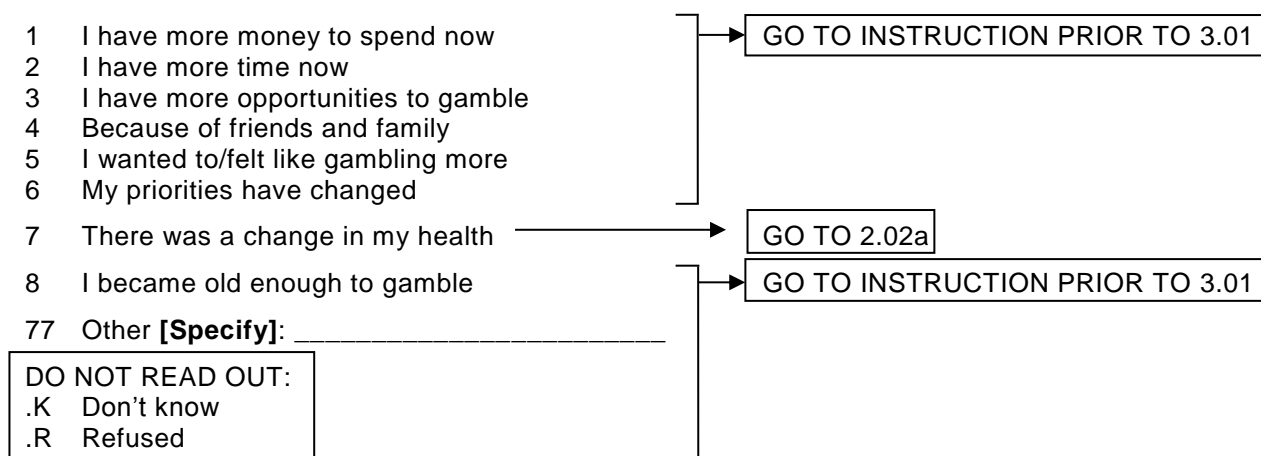 1 I have more money to spend now GO TO INSTRUCTION PRIOR TO 3.01
2 I have more time now
3 I have more opportunities to gamble
4 Because of friends and family
5 I wanted to/felt like gambling more
6 My priorities have changed
7 There was a change in my health GO TO 2.02a
8 I became old enough to gamble GO TO INSTRUCTION PRIOR TO 3.01
77 Other [Specify]: ________________________
DO NOT READ OUT:
.K Don't know
.R Refused